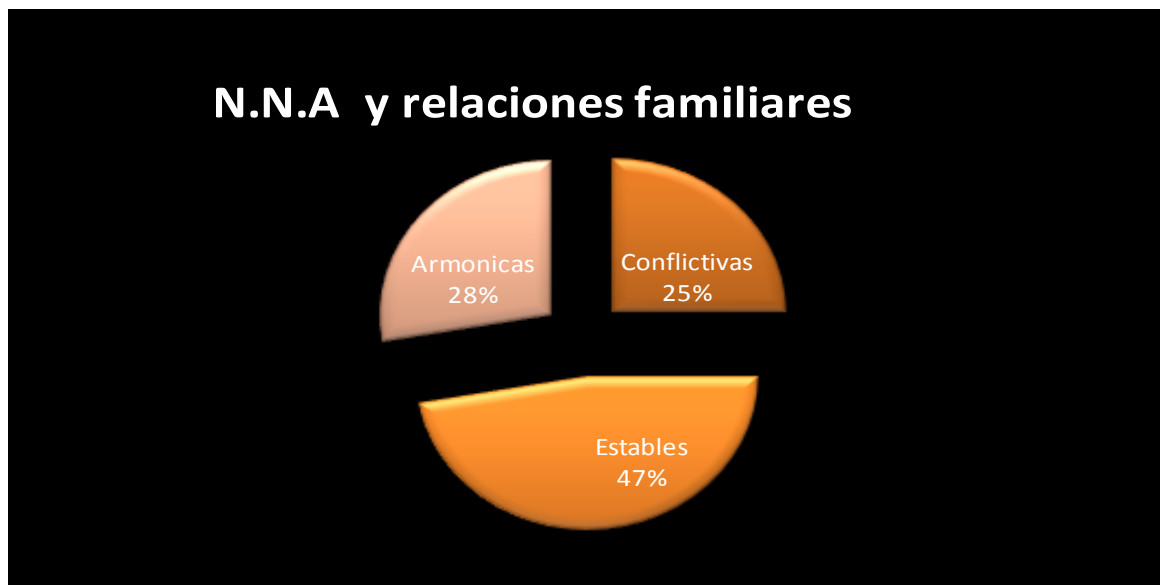 N.N.A y relaciones familiares
Armonicas
28%
Conflictivas
25%
Estables
47%